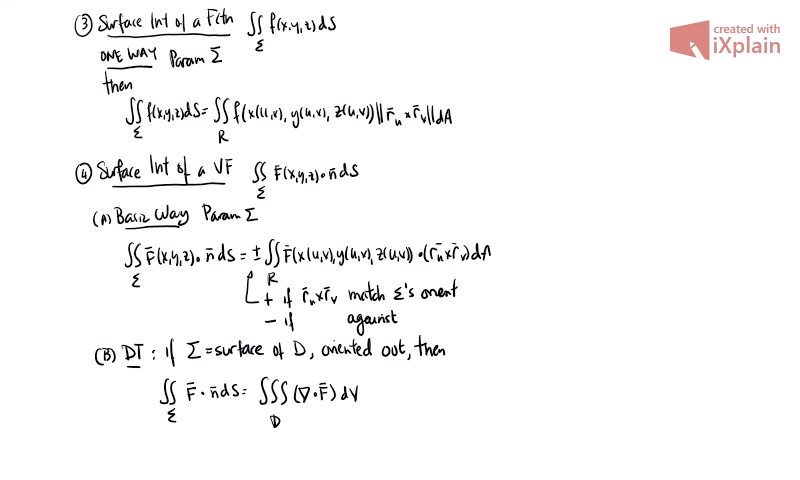 ③ Surface Int of a Fctn ∬_Σ f(x,y,z) dS
created with
iXplain
ONE WAY Param Σ
then
∬_Σ f(x,y,z) dS = ∬_R f(x(u,v), y(u,v), z(u,v)) ||r̄_u × r̄_v|| dA
④ Surface Int of a VF ∬_Σ F̄(x,y,z) • n̄ dS
(A) Basic Way Param Σ
∬_Σ F̄(x,y,z) • n̄ dS = ± ∬_R F̄(x(u,v), y(u,v), z(u,v)) • (r̄_u × r̄_v) dA
+ if r̄_u × r̄_v match Σ's orient
− if against
(B) DT : if Σ = surface of D, oriented out, then
∬_Σ F̄ • n̄ dS = ∭_D (∇ • F̄) dV